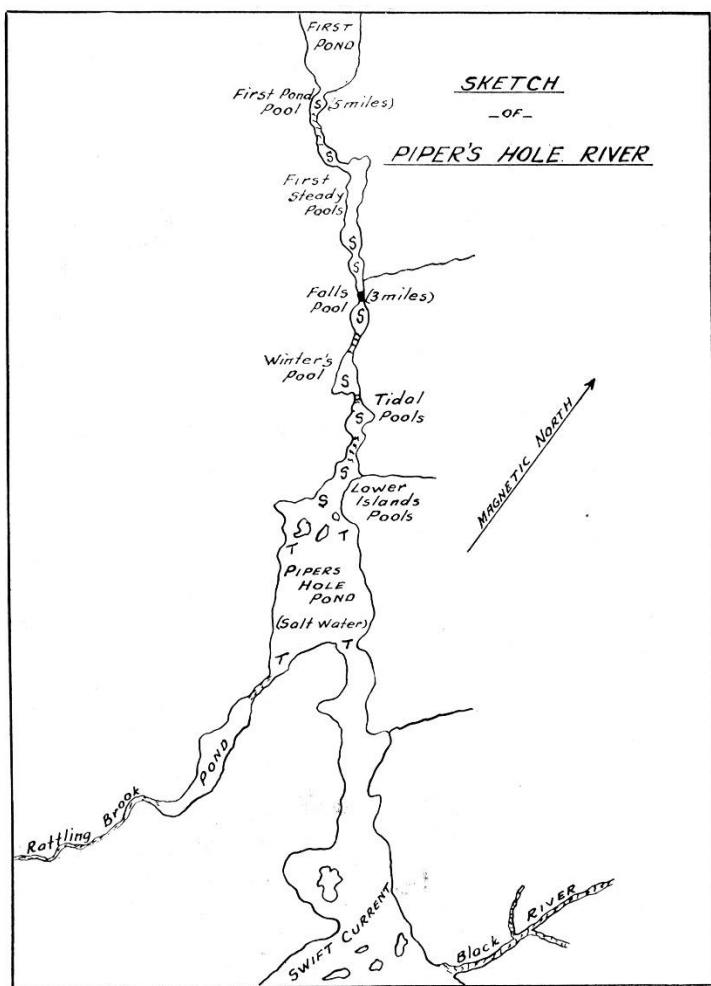 SKETCH
-OF-
PIPER'S HOLE RIVER
FIRST
POND
First Pond
Pool
S
(5 miles)
S
First
Steady
Pools
S
S
Falls
Pool
(3 miles)
S
Winter's
Pool
S
Tidal
Pools
S
S
Lower
Islands
Pools
S
T
T
PIPERS
HOLE
POND
(Salt Water)
T
T
MAGNETIC NORTH
POND
Rattling Brook
SWIFT CURRENT
Black RIVER